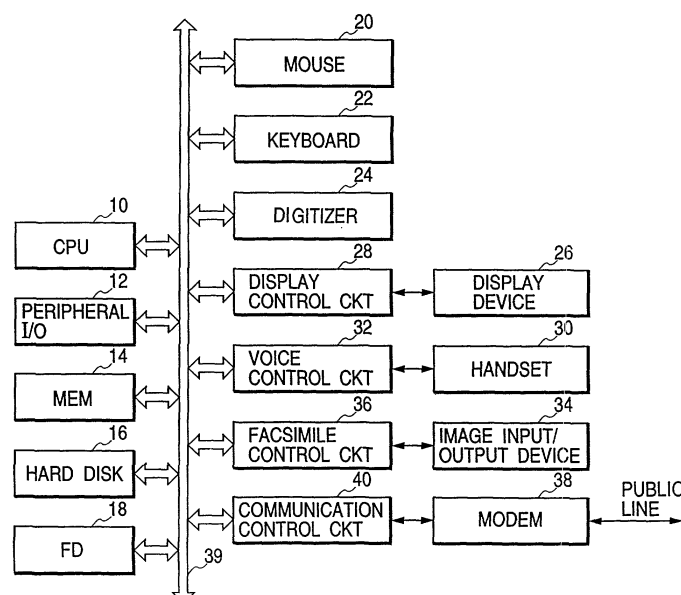 20
MOUSE
22
KEYBOARD
24
DIGITIZER
10
CPU
28
DISPLAY
CONTROL CKT
26
DISPLAY
DEVICE
12
PERIPHERAL
I/O
32
VOICE
CONTROL CKT
30
HANDSET
14
MEM
36
FACSIMILE
CONTROL CKT
34
IMAGE INPUT/
OUTPUT DEVICE
16
HARD DISK
40
COMMUNICATION
CONTROL CKT
38
MODEM
PUBLIC
LINE
18
FD
39